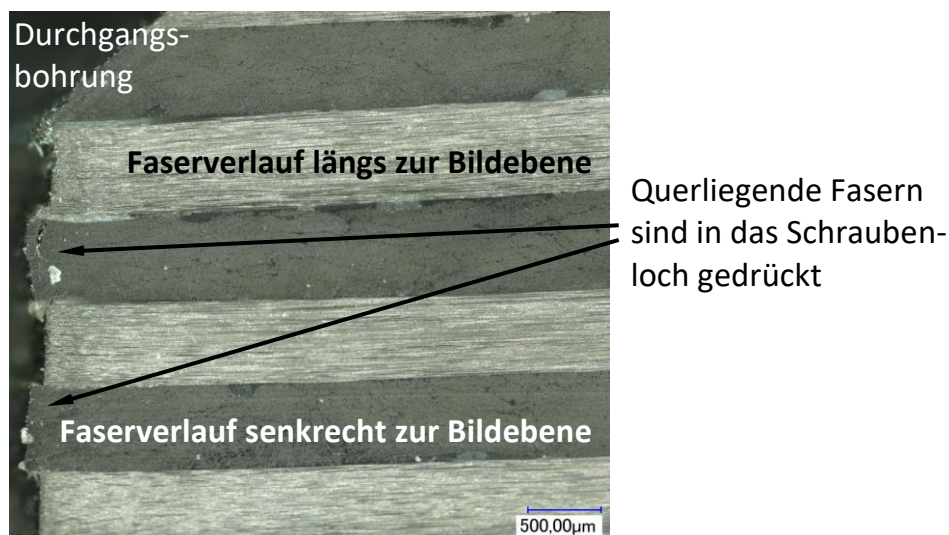 Durchgangs-
bohrung
Faserverlauf längs zur Bildebene
Querliegende Fasern
sind in das Schrauben-
loch gedrückt
Faserverlauf senkrecht zur Bildebene
500,00µm